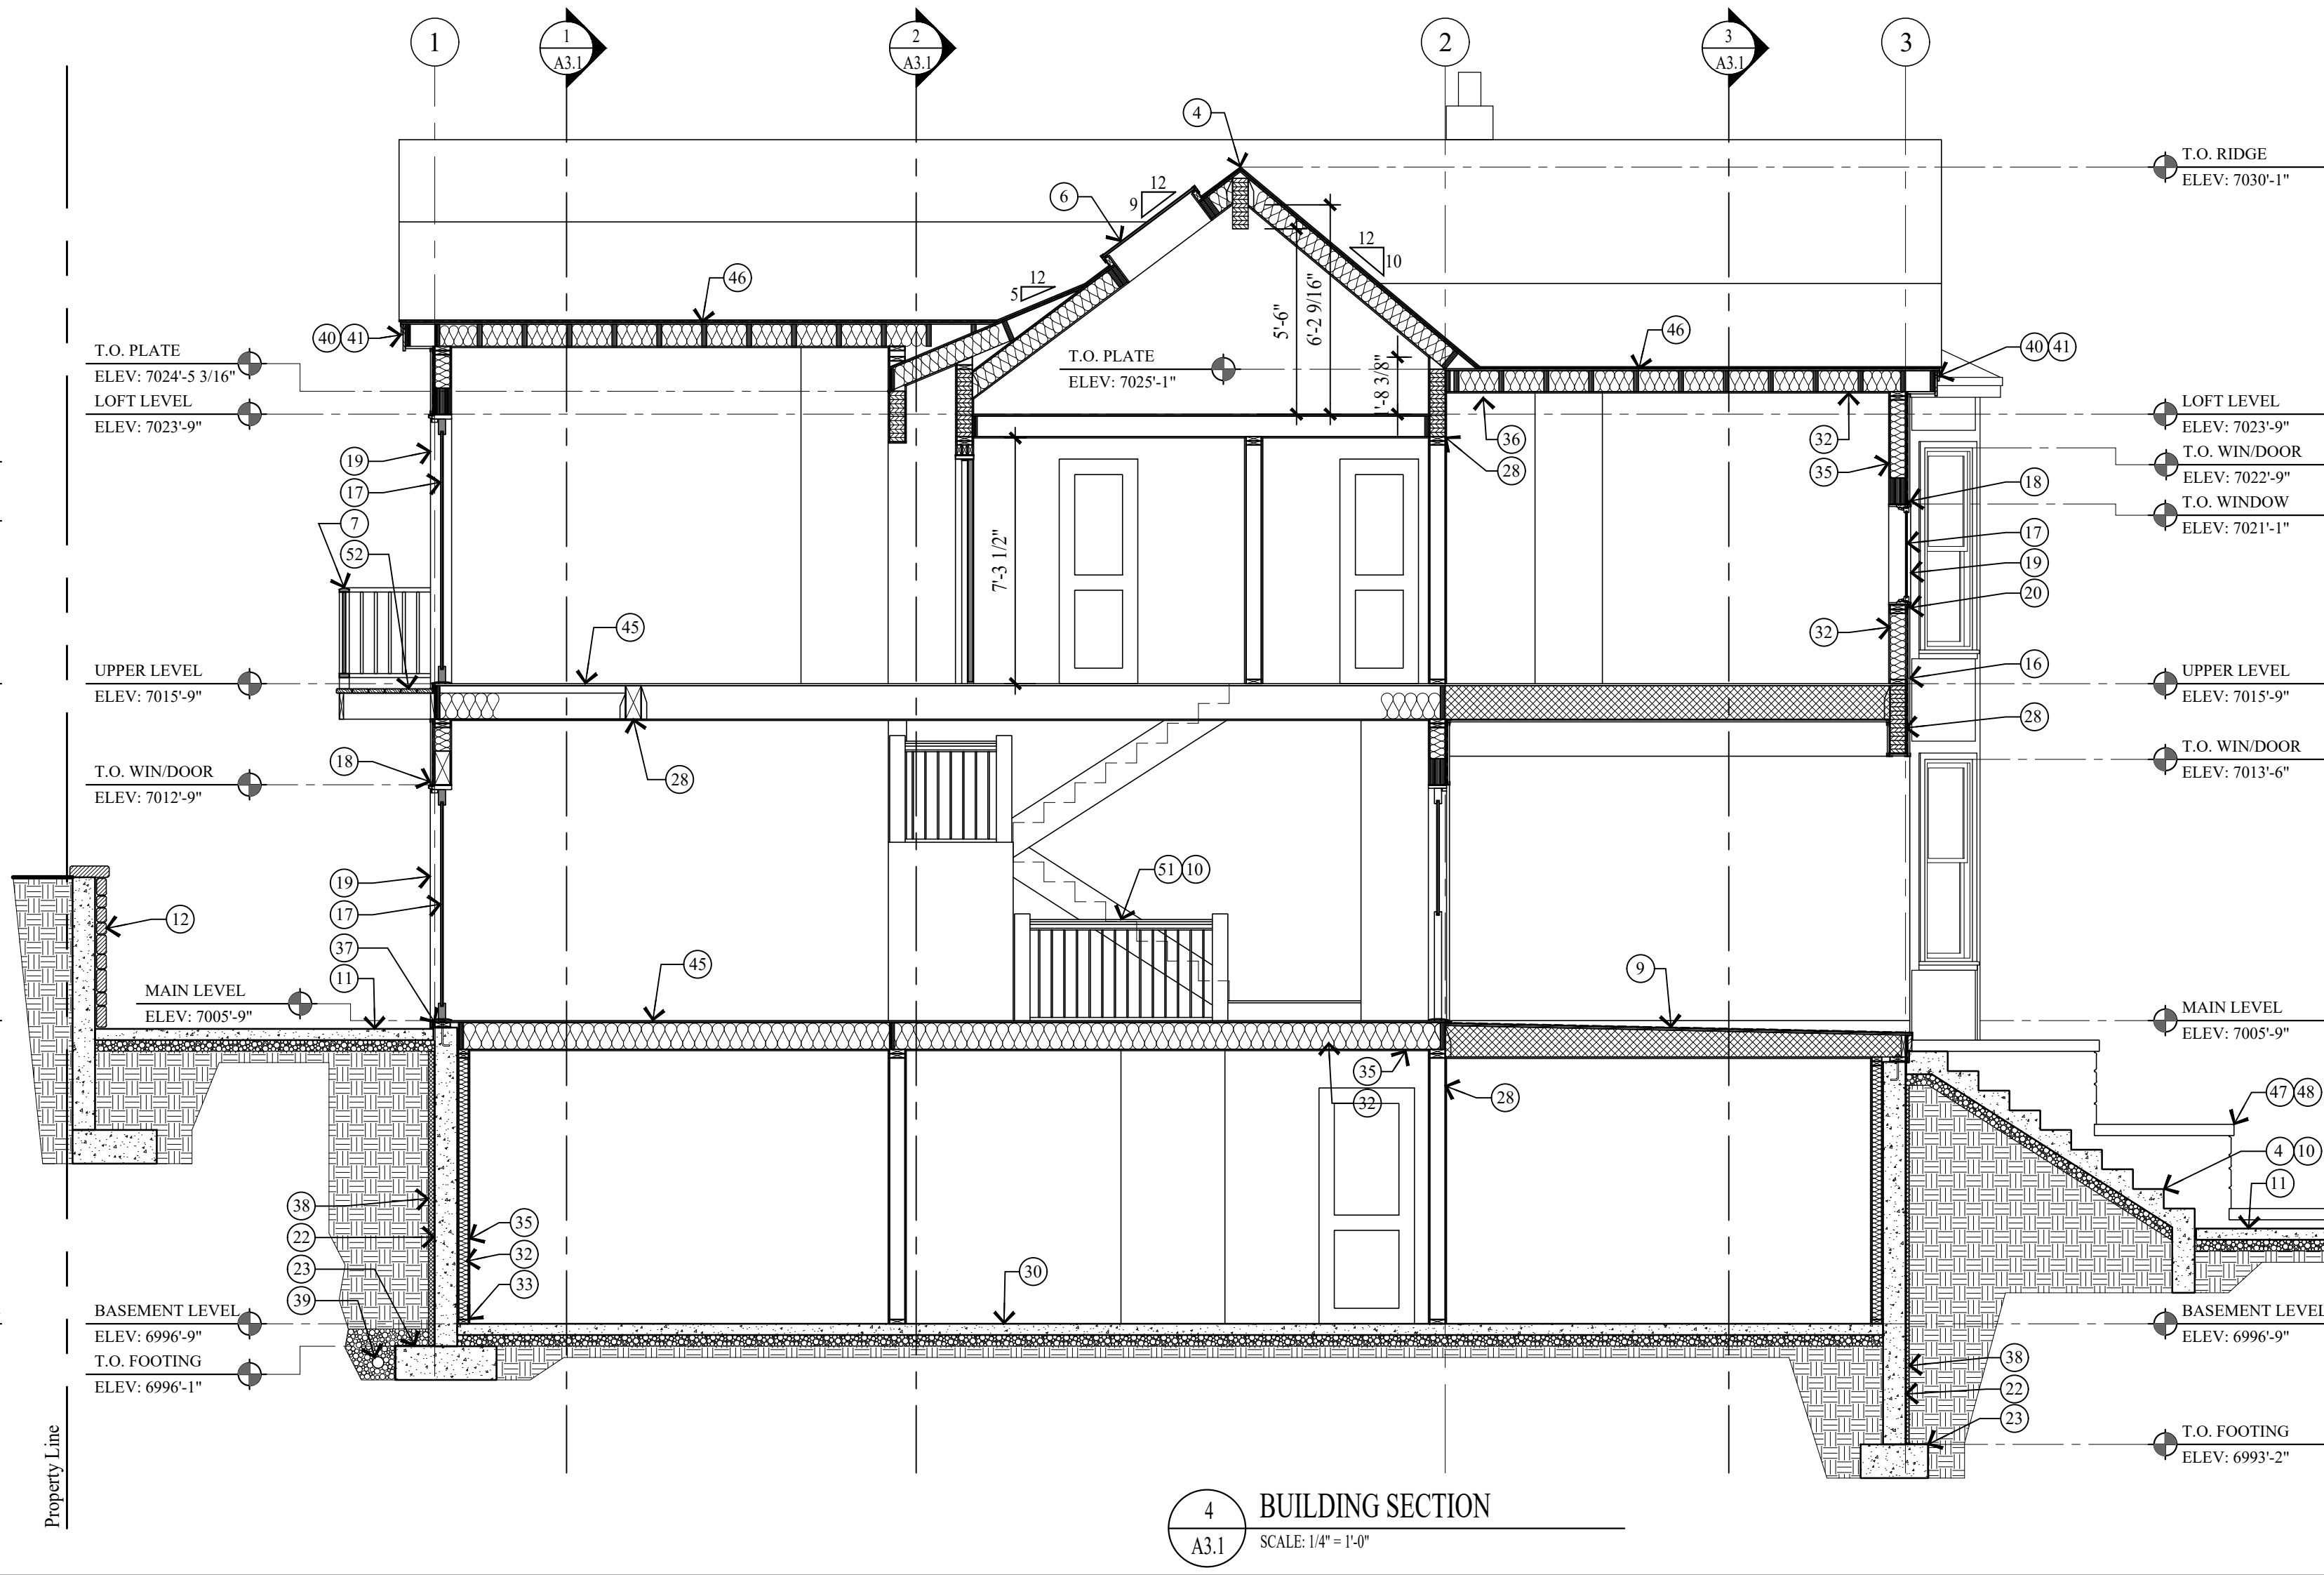 1
1
A3.1
2
A3.1
2
3
A3.1
3
4
T.O. RIDGE
ELEV: 7030'-1"
6
12
9
12
10
46
12
5
5'-6"
6'-2 9/16"
46
40 41
40 41
T.O. PLATE
ELEV: 7024'-5 3/16"
T.O. PLATE
ELEV: 7025'-1"
1'-8 3/8"
LOFT LEVEL
ELEV: 7023'-9"
LOFT LEVEL
ELEV: 7023'-9"
36
32
19
28
35
T.O. WIN/DOOR
ELEV: 7022'-9"
17
18
T.O. WINDOW
ELEV: 7021'-1"
7
17
52
7'-3 1/2"
19
20
45
32
UPPER LEVEL
ELEV: 7015'-9"
16
UPPER LEVEL
ELEV: 7015'-9"
28
18
28
T.O. WIN/DOOR
ELEV: 7012'-9"
T.O. WIN/DOOR
ELEV: 7013'-6"
19
51 10
12
17
37
45
9
11
MAIN LEVEL
ELEV: 7005'-9"
MAIN LEVEL
ELEV: 7005'-9"
35
32
28
47 48
4 10
11
38
35
22
32
23
33
30
39
BASEMENT LEVEL
ELEV: 6996'-9"
BASEMENT LEVEL
ELEV: 6996'-9"
T.O. FOOTING
ELEV: 6996'-1"
38
22
23
T.O. FOOTING
ELEV: 6993'-2"
Property Line
4
A3.1
BUILDING SECTION
SCALE: 1/4" = 1'-0"